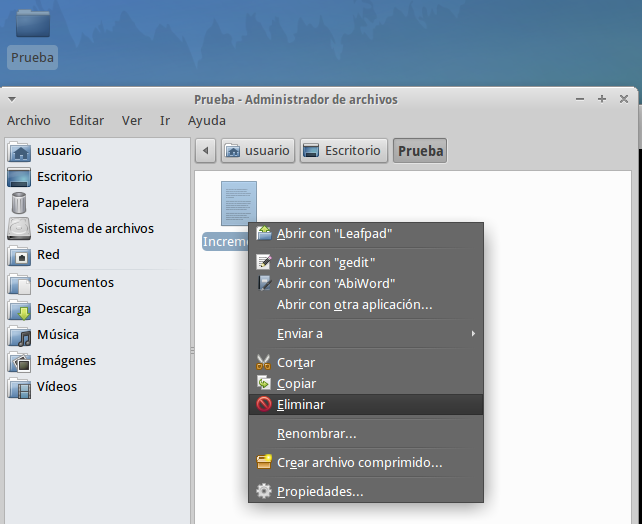 Prueba
Prueba - Administrador de archivos
Archivo Editar Ver Ir Ayuda
usuario Escritorio Prueba
usuario
Escritorio
Papelera
Sistema de archivos
Red
Documentos
Descarga
Música
Imágenes
Vídeos
Abrir con "Leafpad"
Abrir con "gedit"
Abrir con "AbiWord"
Abrir con otra aplicación...
Enviar a
Cortar
Copiar
Eliminar
Renombrar...
Crear archivo comprimido...
Propiedades...